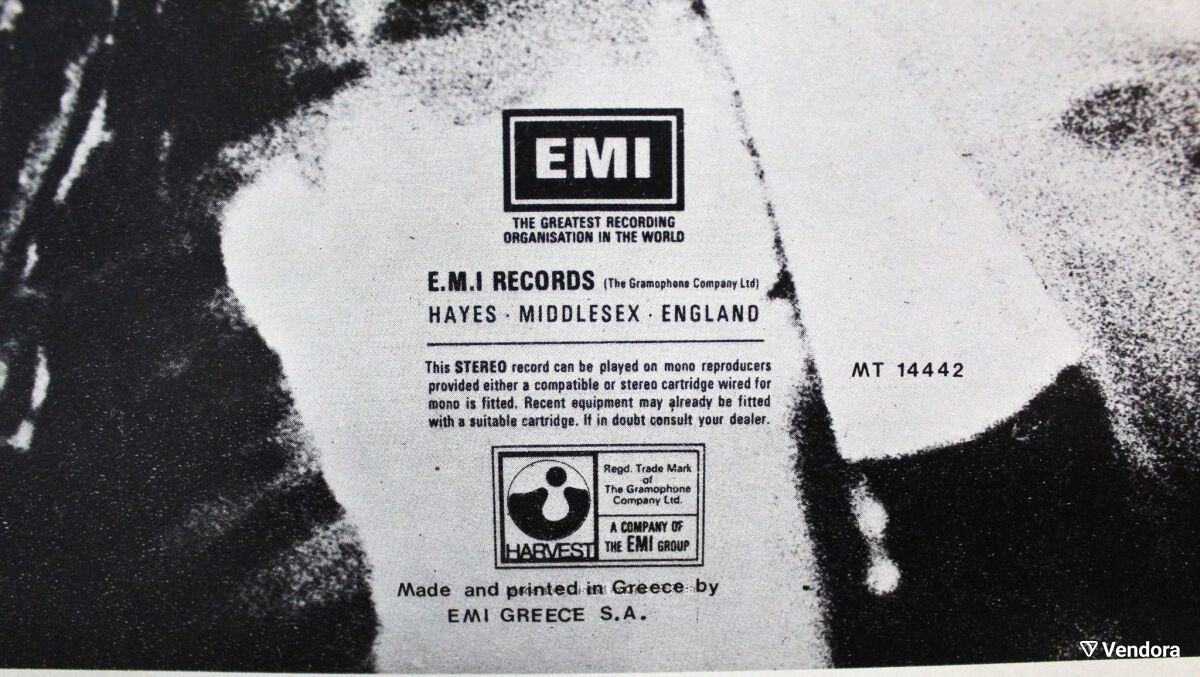 EMI
THE GREATEST RECORDING
ORGANISATION IN THE WORLD
E.M.I RECORDS (The Gramophone Company Ltd)
HAYES · MIDDLESEX · ENGLAND
This STEREO record can be played on mono reproducers
provided either a compatible or stereo cartridge wired for
mono is fitted. Recent equipment may already be fitted
with a suitable cartridge. If in doubt consult your dealer.
MT 14442
HARVEST
Regd. Trade Mark
of
The Gramophone
Company Ltd.
A COMPANY OF
THE EMI GROUP
Made and printed in Greece by
EMI GREECE S.A.
Vendora